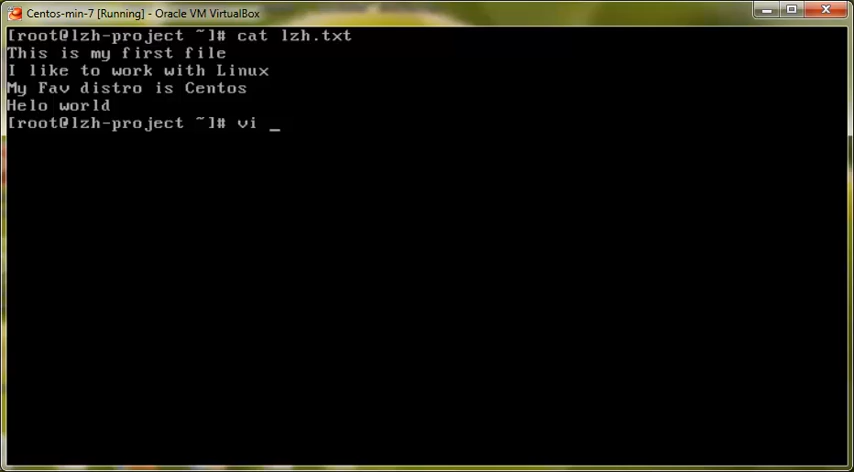 Centos-min-7 [Running] - Oracle VM VirtualBox
[root@lzh-project ~]# cat lzh.txt
This is my first file
I like to work with Linux
My Fav distro is Centos
Helo world
[root@lzh-project ~]# vi _